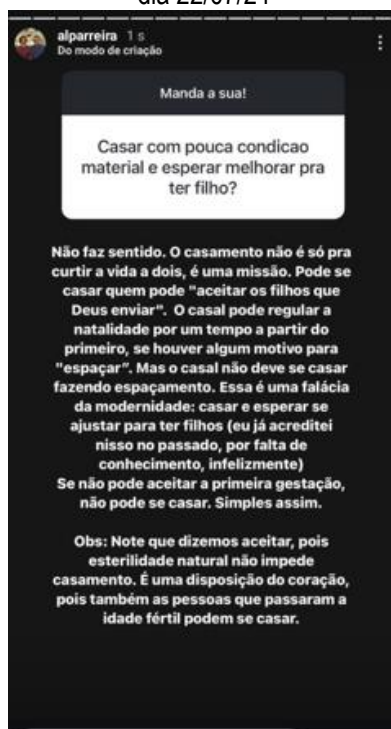 dia 22/07/24
alparreira 1 s
Do modo de criação
Manda a sua!
Casar com pouca condicao
material e esperar melhorar pra
ter filho?
Não faz sentido. O casamento não é só pra
curtir a vida a dois, é uma missão. Pode se
casar quem pode "aceitar os filhos que
Deus enviar". O casal pode regular a
natalidade por um tempo a partir do
primeiro, se houver algum motivo para
"espaçar". Mas o casal não deve se casar
fazendo espaçamento. Essa é uma falácia
da modernidade: casar e esperar se
ajustar para ter filhos (eu já acreditei
nisso no passado, por falta de
conhecimento, infelizmente)
Se não pode aceitar a primeira gestação,
não pode se casar. Simples assim.
Obs: Note que dizemos aceitar, pois
esterilidade natural não impede
casamento. É uma disposição do coração,
pois também as pessoas que passaram a
idade fértil podem se casar.